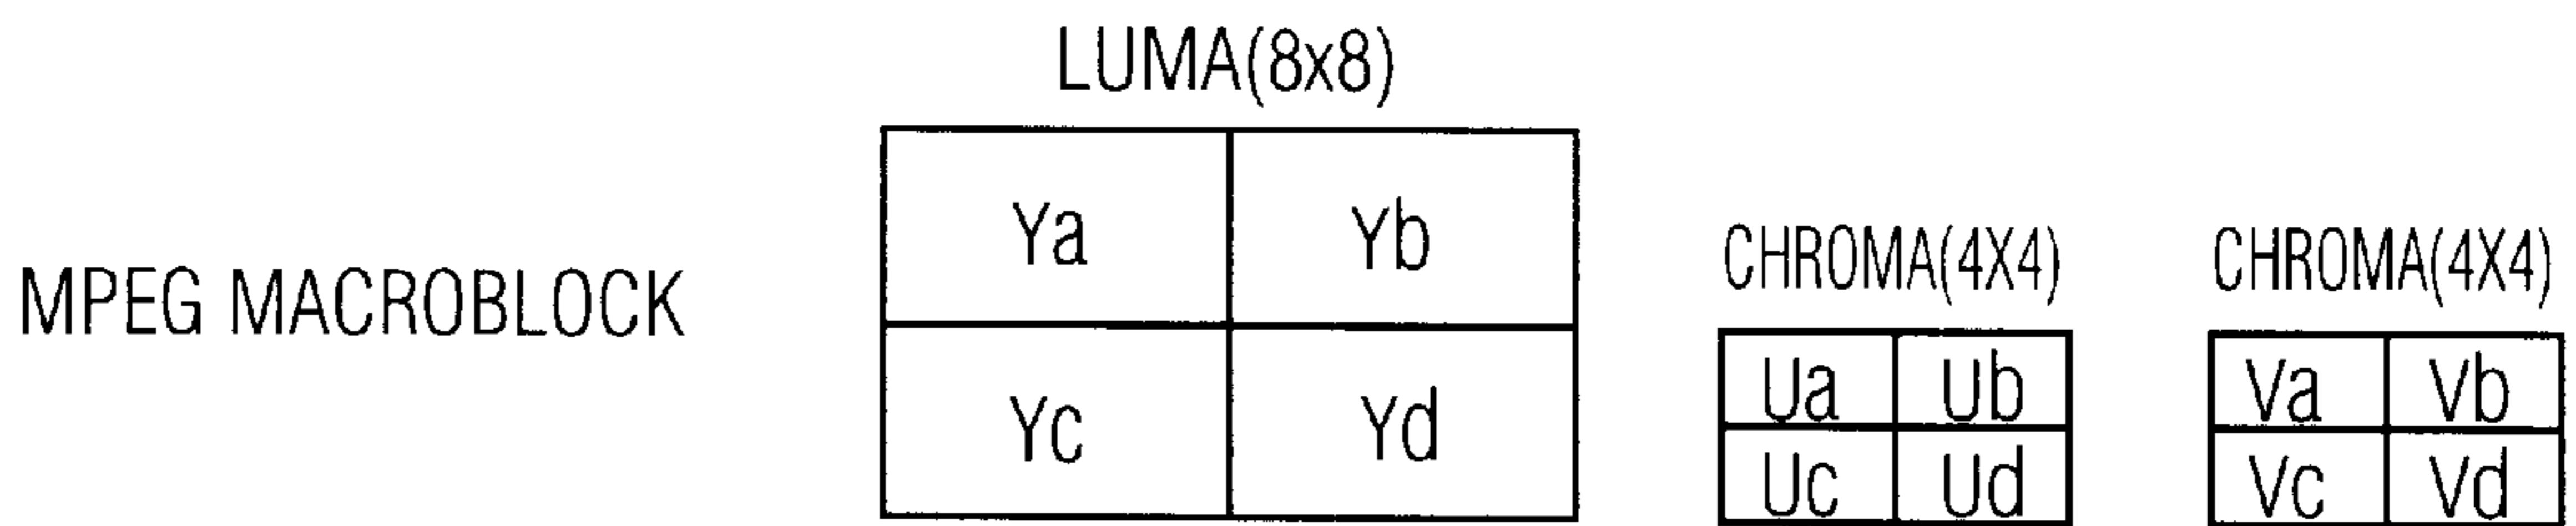 LUMA(8x8)
Ya Yb
CHROMA(4X4) CHROMA(4X4)
MPEG MACROBLOCK
Ua Ub Va Vb
Yc Yd
Uc Ud Vc Vd